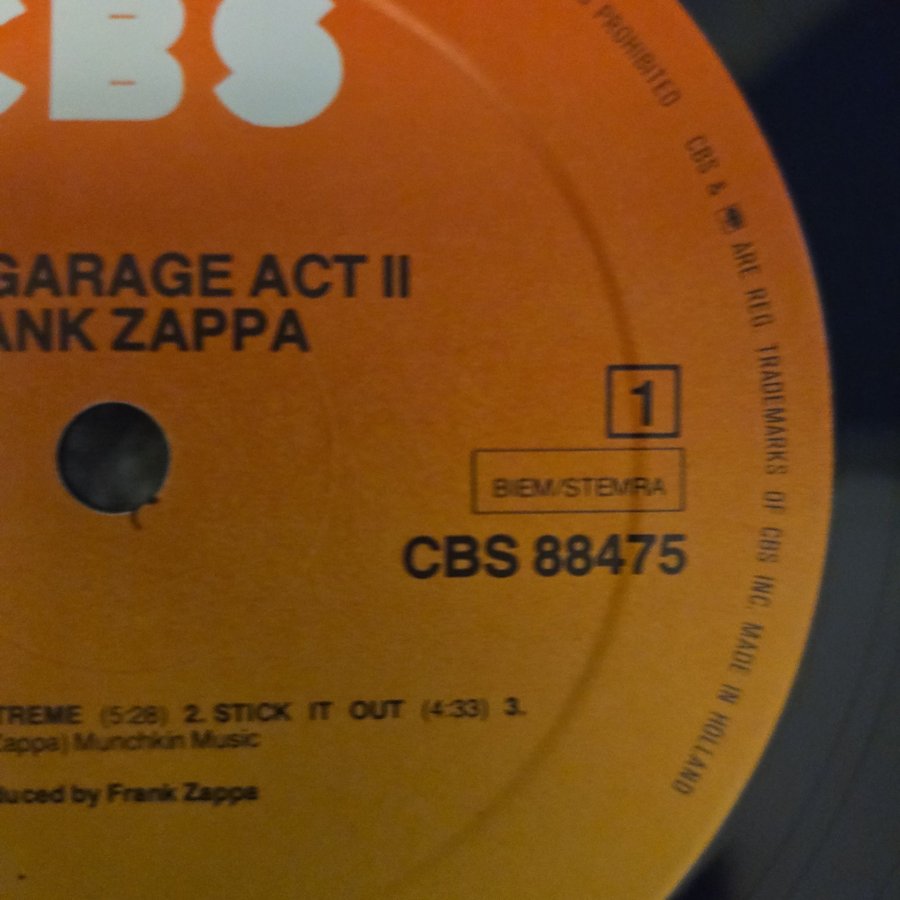 CBS
GARAGE ACT II
ANK ZAPPA
1
BIEM/STEMRA
CBS 88475
TREME (5:28) 2. STICK IT OUT (4:33) 3.
Zappa) Munchkin Music
duced by Frank Zappa
PROHIBITED CBS & ARE REG TRADEMARKS OF CBS INC. MADE IN HOLLAND